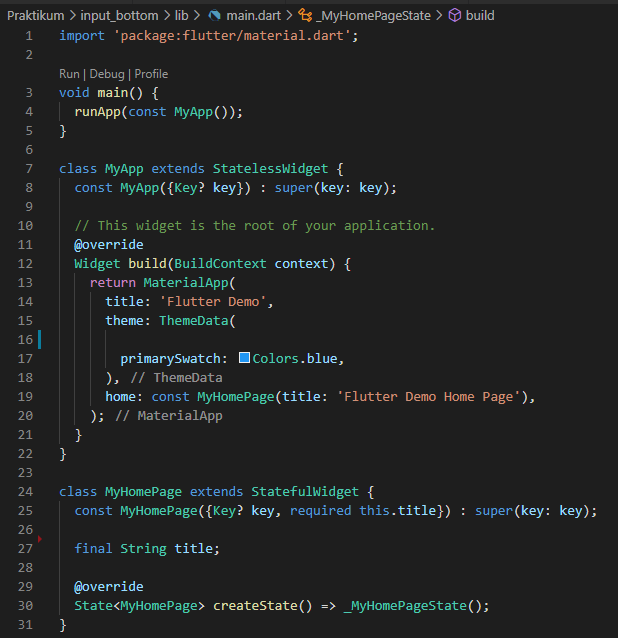 Praktikum > input_bottom > lib > main.dart > _MyHomePageState > build
1 import 'package:flutter/material.dart';
2
Run | Debug | Profile
3 void main() {
4   runApp(const MyApp());
5 }
6
7 class MyApp extends StatelessWidget {
8   const MyApp({Key? key}) : super(key: key);
9
10   // This widget is the root of your application.
11   @override
12   Widget build(BuildContext context) {
13     return MaterialApp(
14       title: 'Flutter Demo',
15       theme: ThemeData(
16
17         primarySwatch: Colors.blue,
18       ), // ThemeData
19       home: const MyHomePage(title: 'Flutter Demo Home Page'),
20     ); // MaterialApp
21   }
22 }
23
24 class MyHomePage extends StatefulWidget {
25   const MyHomePage({Key? key, required this.title}) : super(key: key);
26
27   final String title;
28
29   @override
30   State<MyHomePage> createState() => _MyHomePageState();
31 }